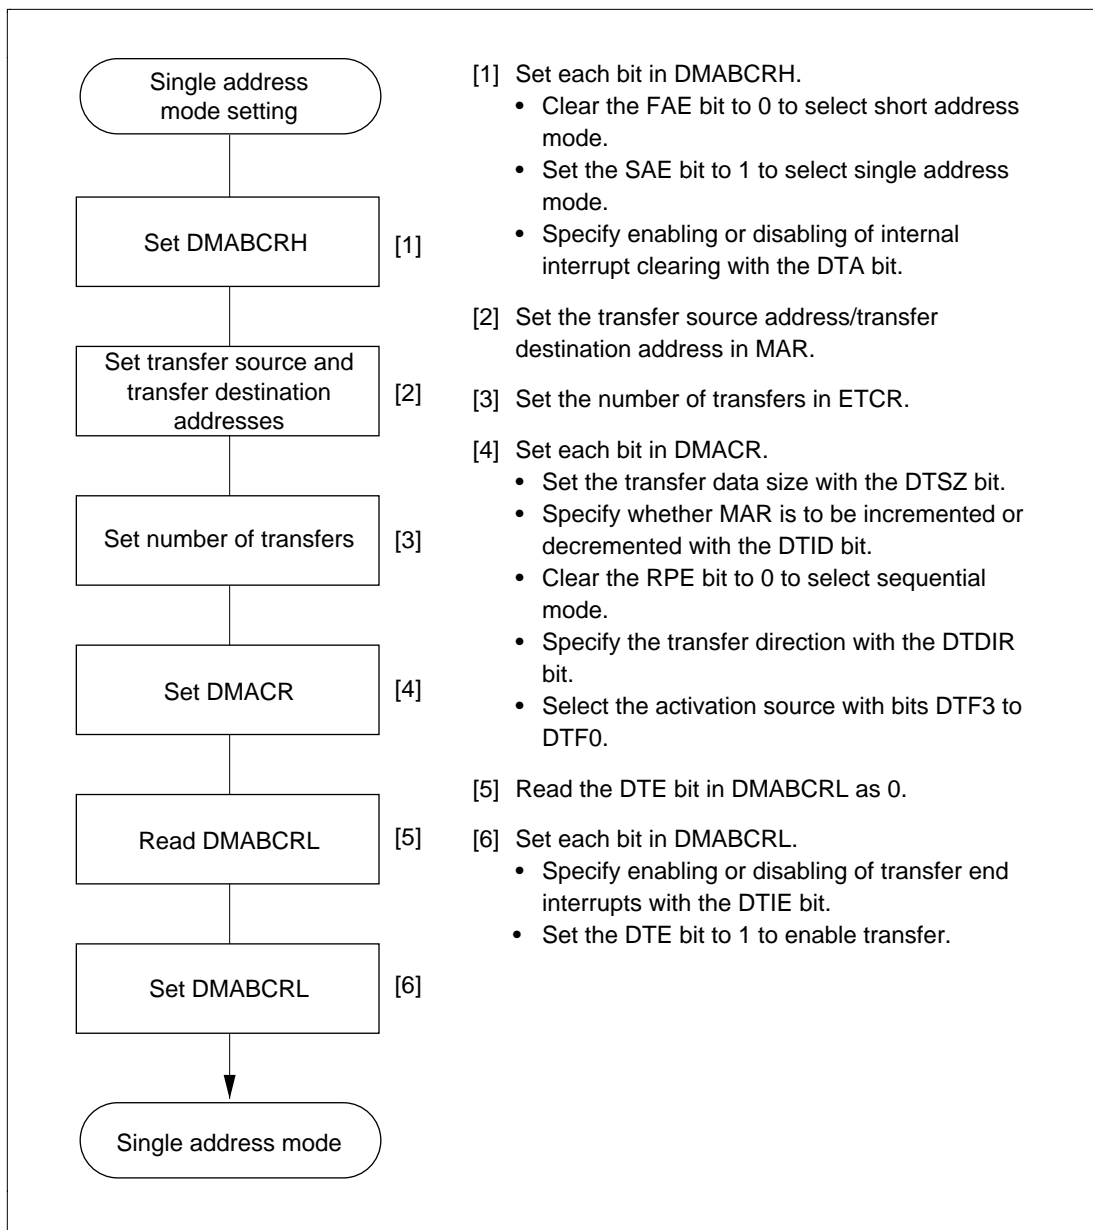 Single address
mode setting
Set DMABCRH
[1]
Set transfer source and
transfer destination
addresses
[2]
Set number of transfers
[3]
Set DMACR
[4]
Read DMABCRL
[5]
Set DMABCRL
[6]
Single address mode
[1] Set each bit in DMABCRH.
• Clear the FAE bit to 0 to select short address
mode.
• Set the SAE bit to 1 to select single address
mode.
• Specify enabling or disabling of internal
interrupt clearing with the DTA bit.
[2] Set the transfer source address/transfer
destination address in MAR.
[3] Set the number of transfers in ETCR.
[4] Set each bit in DMACR.
• Set the transfer data size with the DTSZ bit.
• Specify whether MAR is to be incremented or
decremented with the DTID bit.
• Clear the RPE bit to 0 to select sequential
mode.
• Specify the transfer direction with the DTDIR
bit.
• Select the activation source with bits DTF3 to
DTF0.
[5] Read the DTE bit in DMABCRL as 0.
[6] Set each bit in DMABCRL.
• Specify enabling or disabling of transfer end
interrupts with the DTIE bit.
• Set the DTE bit to 1 to enable transfer.